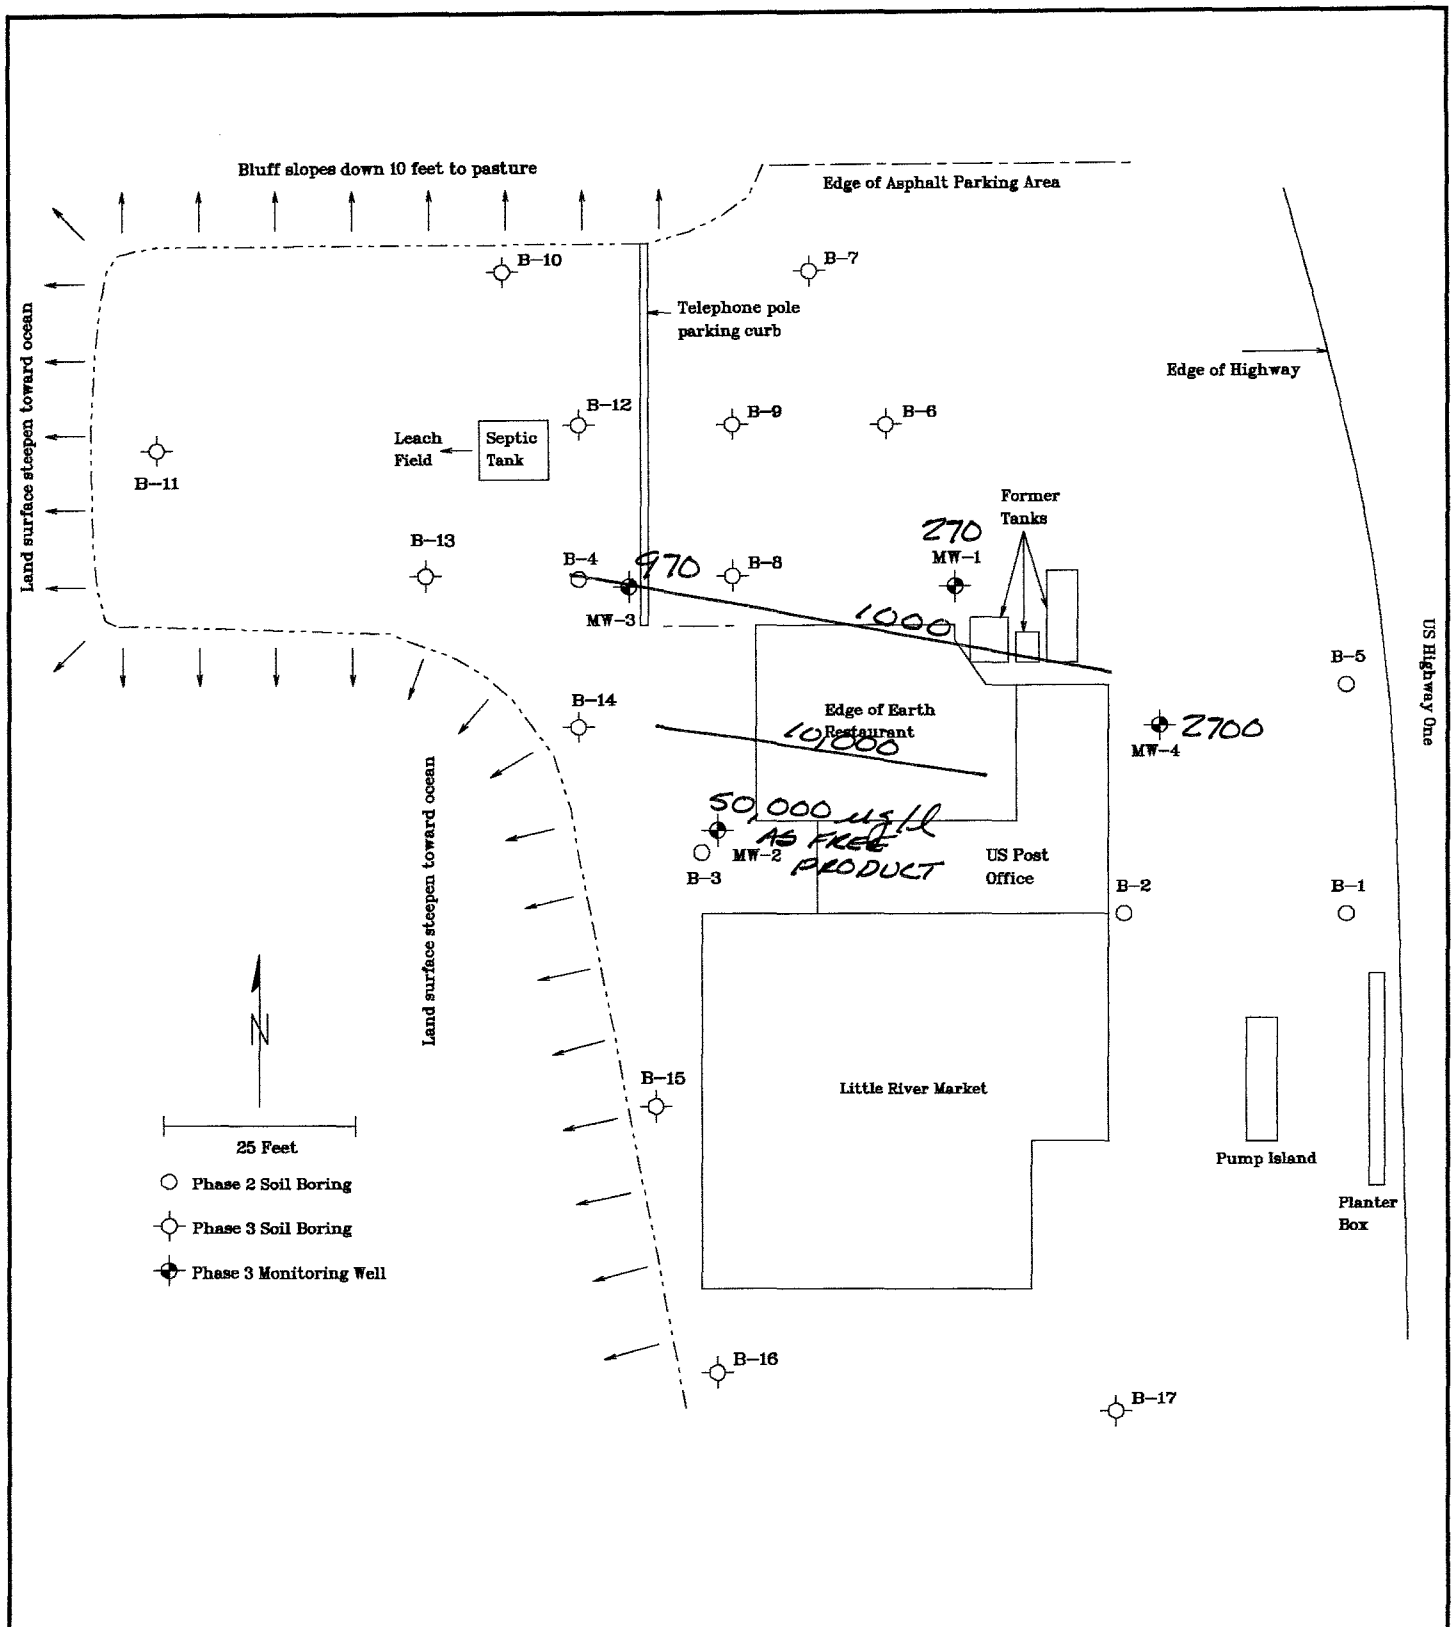 Bluff slopes down 10 feet to pasture
Edge of Asphalt Parking Area
B-10
B-7
Telephone pole
parking curb
Land surface steepen toward ocean
Edge of Highway
B-12
B-9
B-6
Leach
Field
Septic
Tank
B-11
Former
Tanks
270
MW-1
B-13
B-4
970
B-8
MW-3
1000
B-5
US Highway One
B-14
Edge of Earth
Restaurant
10,000
MW-4
2700
Land surface steepen toward ocean
50,000 ug/l
AS FREE
PRODUCT
MW-2
B-3
US Post
Office
B-2
B-1
N
B-15
Little River Market
25 Feet
Pump Island
Phase 2 Soil Boring
Planter
Box
Phase 3 Soil Boring
Phase 3 Monitoring Well
B-16
B-17